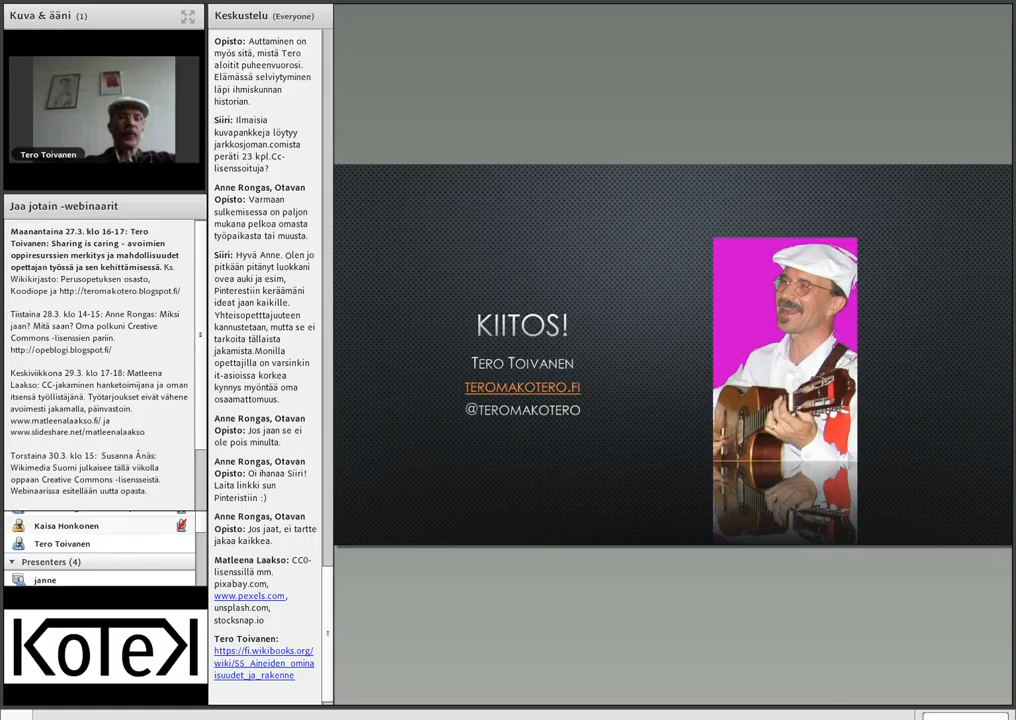 Kuva & ääni (1)
Tero Toivanen
Jaa jotain -webinaarit
Maanantaina 27.3. klo 16-17: Tero
Toivanen: Sharing is caring - avoimien
oppiresurssien merkitys ja mahdollisuudet
opettajan työssä ja sen kehittämisessä. Ks.
Wikikirjasto: Perusopetuksen osasto,
Koodiope ja http://teromakotero.blogspot.fi/
Tiistaina 28.3. klo 14-15: Anne Rongas: Miksi
jaan? Mitä saan? Oma polkuni Creative
Commons -lisenssien pariin.
http://opeblogi.blogspot.fi/
Keskiviikkona 29.3. klo 17-18: Matleena
Laakso: CC-jakaminen hanketoimijana ja oman
itsensä työllistäjänä. Työtarjoukset eivät vähene
avoimesti jakamalla, päinvastoin.
www.matleenalaakso.fi/ ja
www.slideshare.net/matleenalaakso
Torstaina 30.3. klo 15: Susanna Ånäs:
Wikimedia Suomi julkaisee tällä viikolla
oppaan Creative Commons -lisensseistä.
Webinaarissa esitellään uutta opasta.
Kaisa Honkonen
Tero Toivanen
Presenters (4)
janne
KoTeK
Keskustelu (Everyone)
Opisto: Auttaminen on
myös sitä, mistä Tero
aloitit puheenvuorosi.
Elämässä selviytyminen
läpi ihmiskunnan
historian.
Siiri: Ilmaisia
kuvapankkeja löytyy
jarkkosjoman.comista
peräti 23 kpl.Cc-
lisenssoituja?
Anne Rongas, Otavan
Opisto: Varmaan
sulkemisessa on paljon
mukana pelkoa omasta
työpaikasta tai muusta.
Siiri: Hyvä Anne. Olen jo
pitkään pitänyt luokkani
ovea auki ja esim,
Pinterestiin keräämäni
ideat jaan kaikille.
Yhteisopetttajuuteen
kannustetaan, mutta se ei
tarkoita tällaista
jakamista.Monilla
opettajilla on varsinkin
it-asioissa korkea
kynnys myöntää oma
osaamattomuus.
Anne Rongas, Otavan
Opisto: Jos jaan se ei
ole pois minulta.
Anne Rongas, Otavan
Opisto: Oi ihanaa Siiri!
Laita linkki sun
Pinteristiin :)
Anne Rongas, Otavan
Opisto: Jos jaat, ei tartte
jakaa kaikkea.
Matleena Laakso: CC0-
lisenssillä mm.
pixabay.com,
www.pexels.com,
unsplash.com,
stocksnap.io
Tero Toivanen:
https://fi.wikibooks.org/
wiki/S5_Aineiden_omina
isuudet_ja_rakenne
KIITOS!
TERO TOIVANEN
TEROMAKOTERO.FI
@TEROMAKOTERO